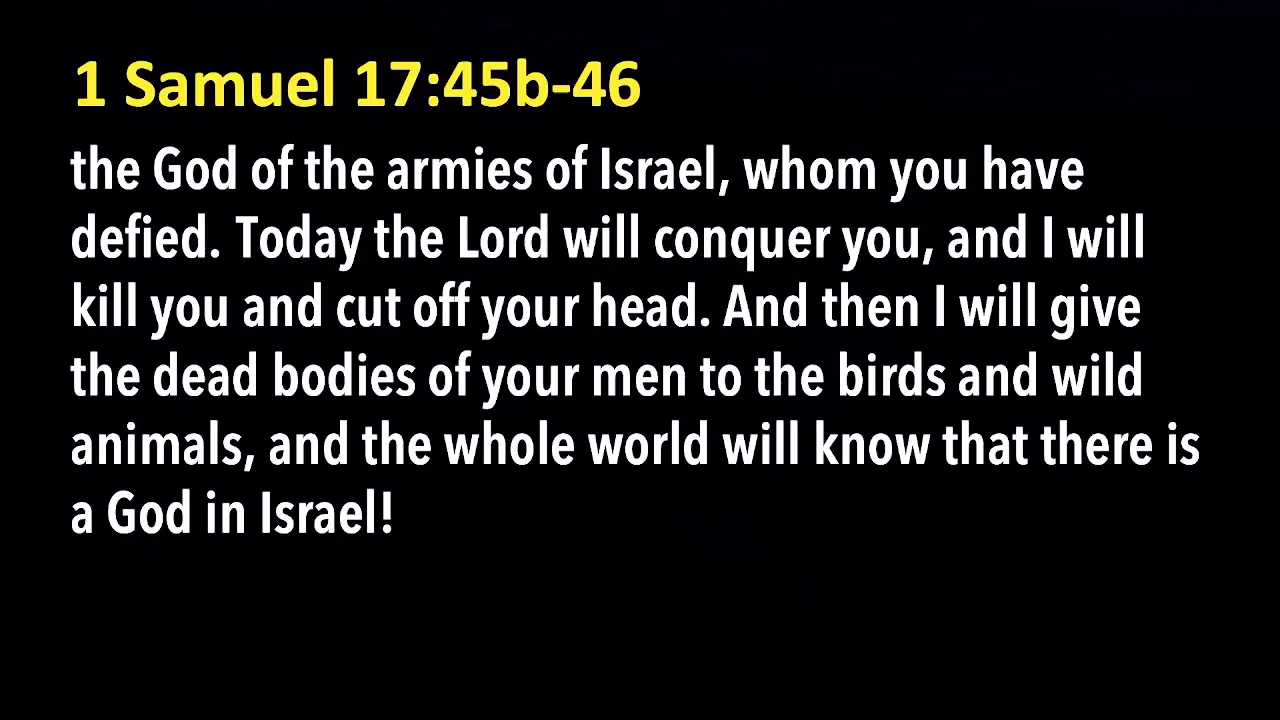 1 Samuel 17:45b-46
the God of the armies of Israel, whom you have
defied. Today the Lord will conquer you, and I will
kill you and cut off your head. And then I will give
the dead bodies of your men to the birds and wild
animals, and the whole world will know that there is
a God in Israel!